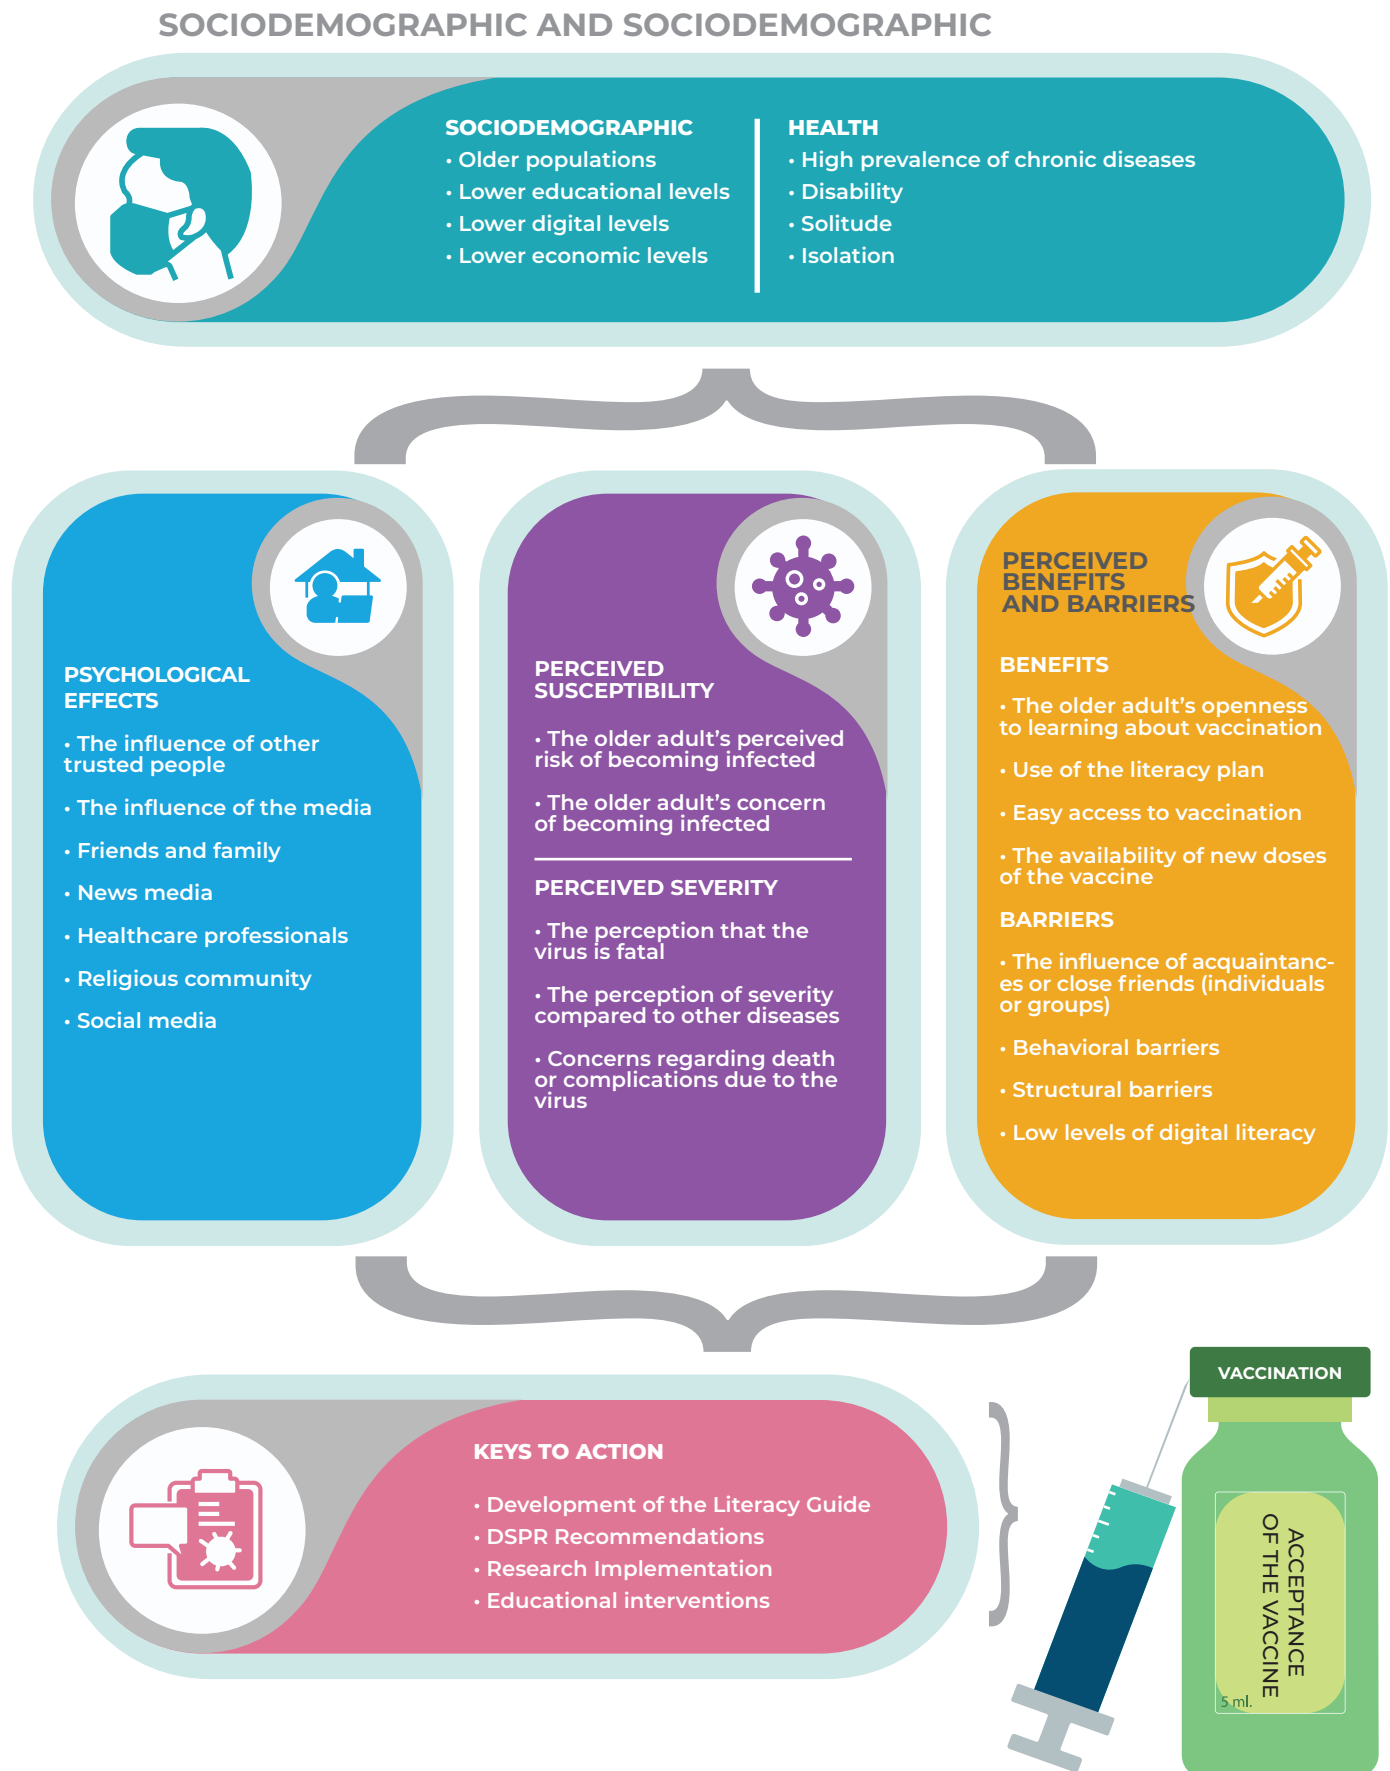 SOCIODEMOGRAPHIC AND SOCIODEMOGRAPHIC
SOCIODEMOGRAPHIC
• Older populations
• Lower educational levels
• Lower digital levels
• Lower economic levels
HEALTH
• High prevalence of chronic diseases
• Disability
• Solitude
• Isolation
PSYCHOLOGICAL
EFFECTS
• The influence of other
trusted people
• The influence of the media
• Friends and family
• News media
• Healthcare professionals
• Religious community
• Social media
PERCEIVED
SUSCEPTIBILITY
• The older adult’s perceived
risk of becoming infected
• The older adult’s concern
of becoming infected
PERCEIVED SEVERITY
• The perception that the
virus is fatal
• The perception of severity
compared to other diseases
• Concerns regarding death
or complications due to the
virus
PERCEIVED
BENEFITS
AND BARRIERS
BENEFITS
• The older adult’s openness
to learning about vaccination
• Use of the literacy plan
• Easy access to vaccination
• The availability of new doses
of the vaccine
BARRIERS
• The influence of acquaintanc-
es or close friends (individuals
or groups)
• Behavioral barriers
• Structural barriers
• Low levels of digital literacy
KEYS TO ACTION
• Development of the Literacy Guide
• DSPR Recommendations
• Research Implementation
• Educational interventions
VACCINATION
ACCEPTANCE
OF THE VACCINE
5 ml.